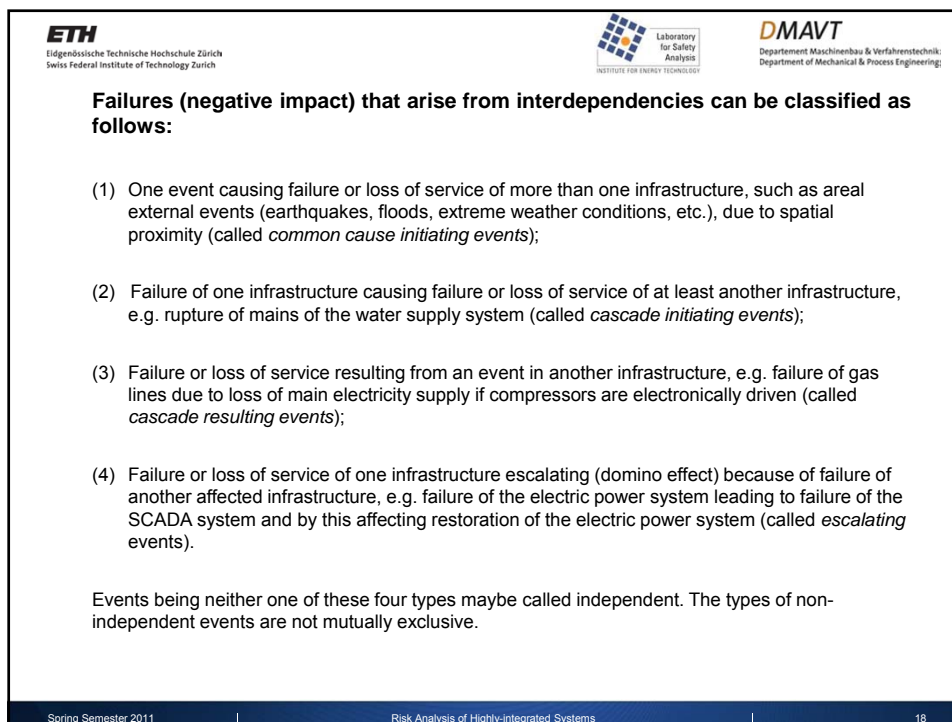 ETH
Eidgenössische Technische Hochschule Zürich
Swiss Federal Institute of Technology Zurich
Laboratory
for Safety
Analysis
INSTITUTE FOR ENERGY TECHNOLOGY
DMAVT
Departement Maschinenbau & Verfahrenstechnik
Department of Mechanical & Process Engineering
Failures (negative impact) that arise from interdependencies can be classified as
follows:
(1) One event causing failure or loss of service of more than one infrastructure, such as areal
external events (earthquakes, floods, extreme weather conditions, etc.), due to spatial
proximity (called common cause initiating events);
(2) Failure of one infrastructure causing failure or loss of service of at least another infrastructure,
e.g. rupture of mains of the water supply system (called cascade initiating events);
(3) Failure or loss of service resulting from an event in another infrastructure, e.g. failure of gas
lines due to loss of main electricity supply if compressors are electronically driven (called
cascade resulting events);
(4) Failure or loss of service of one infrastructure escalating (domino effect) because of failure of
another affected infrastructure, e.g. failure of the electric power system leading to failure of the
SCADA system and by this affecting restoration of the electric power system (called escalating
events).
Events being neither one of these four types maybe called independent. The types of non-
independent events are not mutually exclusive.
Spring Semester 2011 | Risk Analysis of Highly-integrated Systems | 18